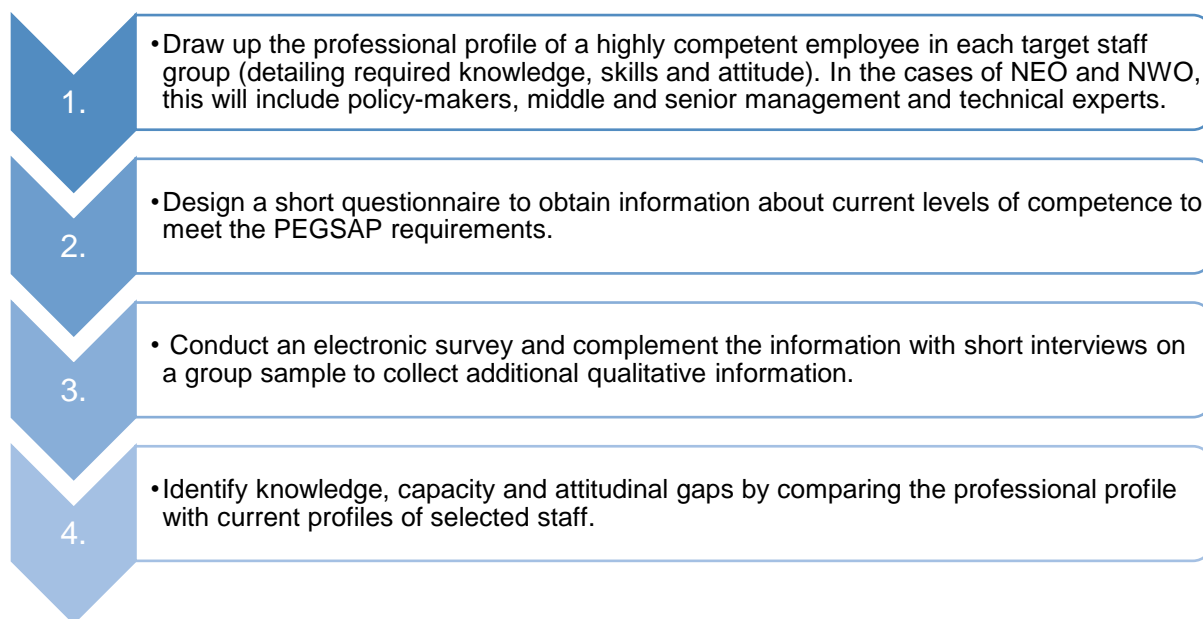 1.
•Draw up the professional profile of a highly competent employee in each target staff
group (detailing required knowledge, skills and attitude). In the cases of NEO and NWO,
this will include policy-makers, middle and senior management and technical experts.
2.
•Design a short questionnaire to obtain information about current levels of competence to
meet the PEGSAP requirements.
3.
• Conduct an electronic survey and complement the information with short interviews on
a group sample to collect additional qualitative information.
4.
•Identify knowledge, capacity and attitudinal gaps by comparing the professional profile
with current profiles of selected staff.